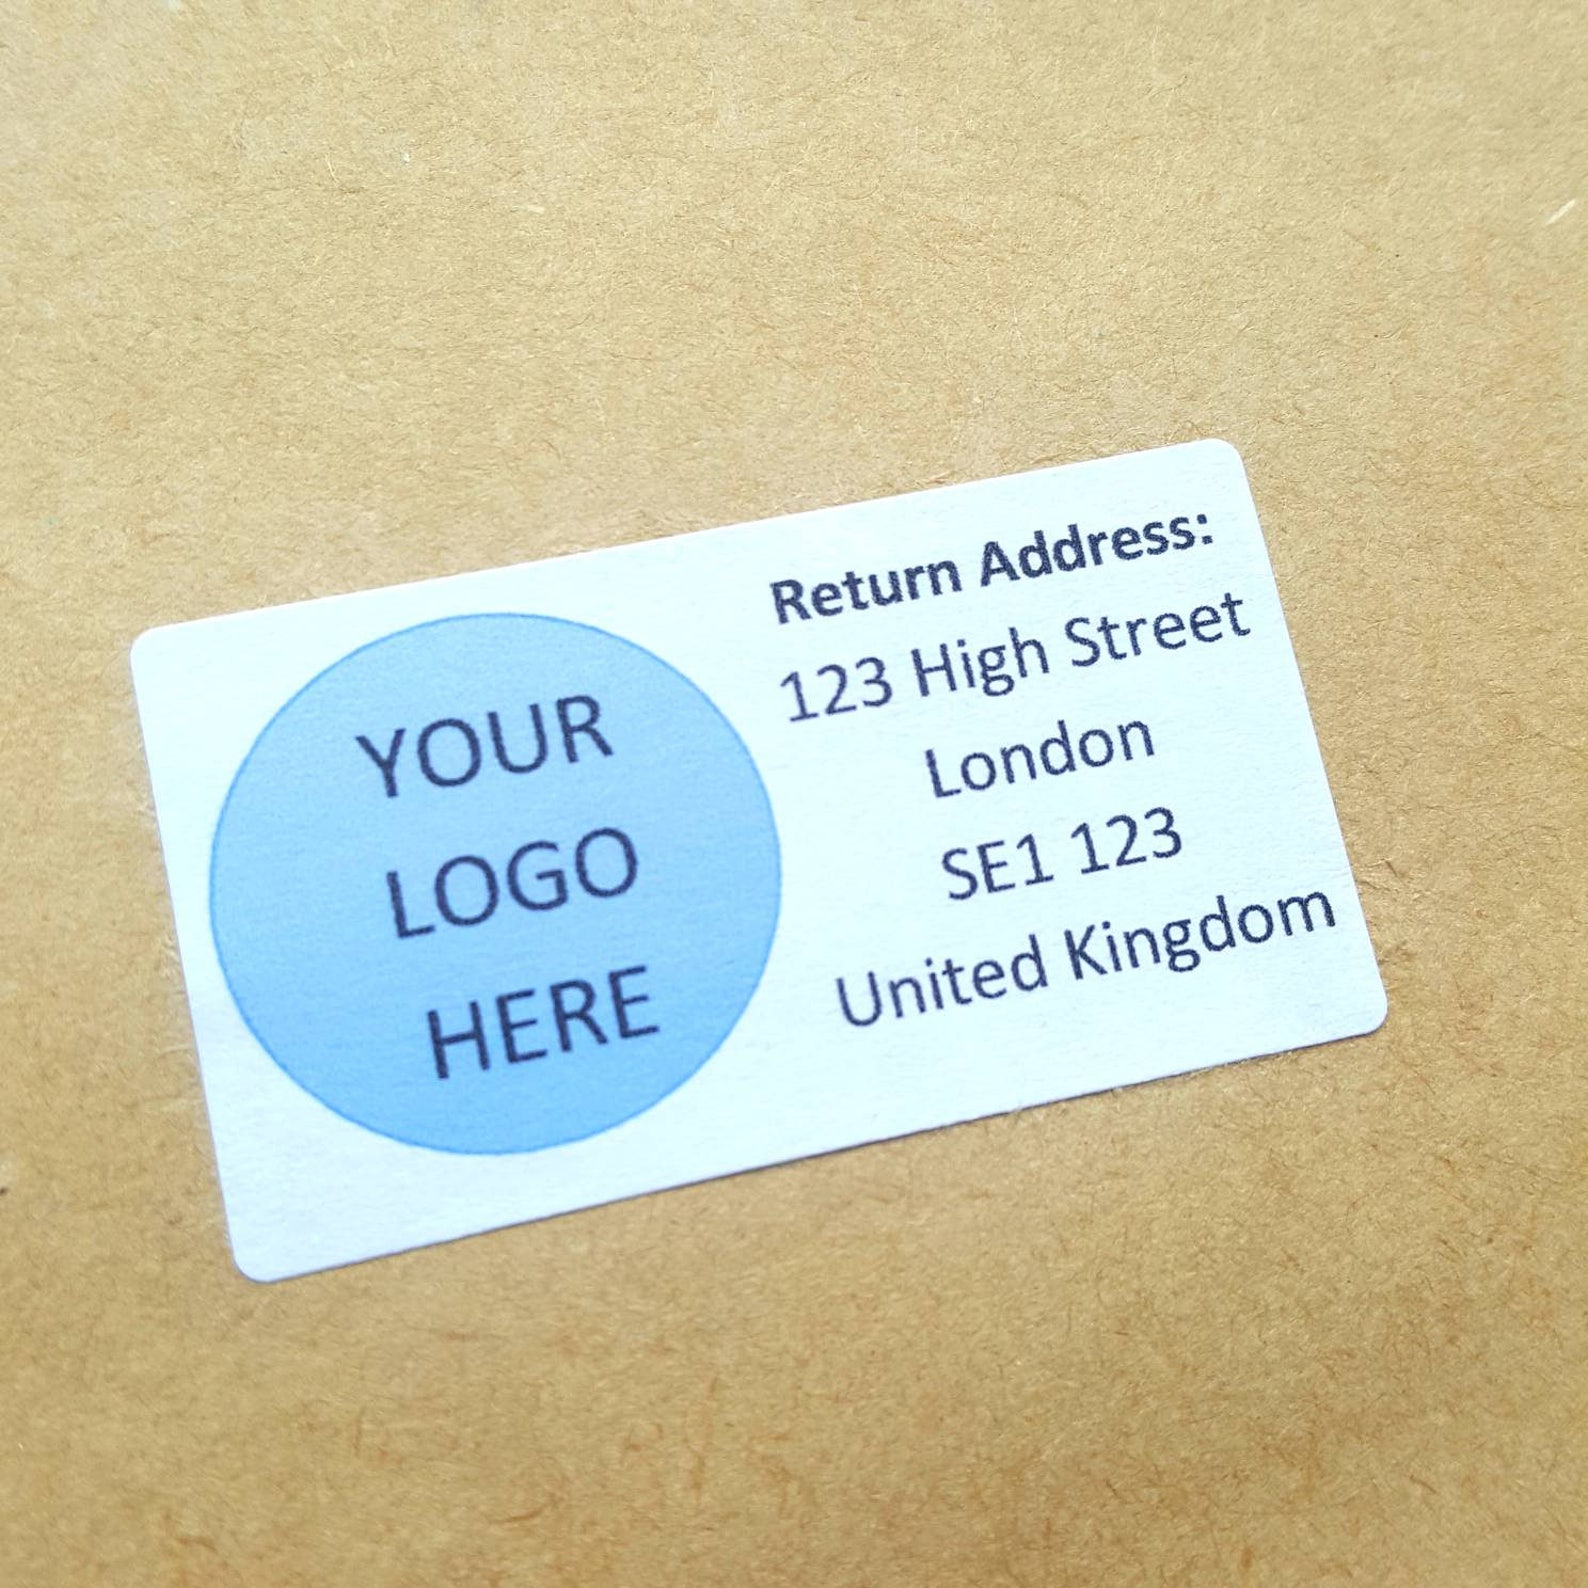 YOUR
LOGO
HERE
Return Address:
123 High Street
London
SE1 123
United Kingdom